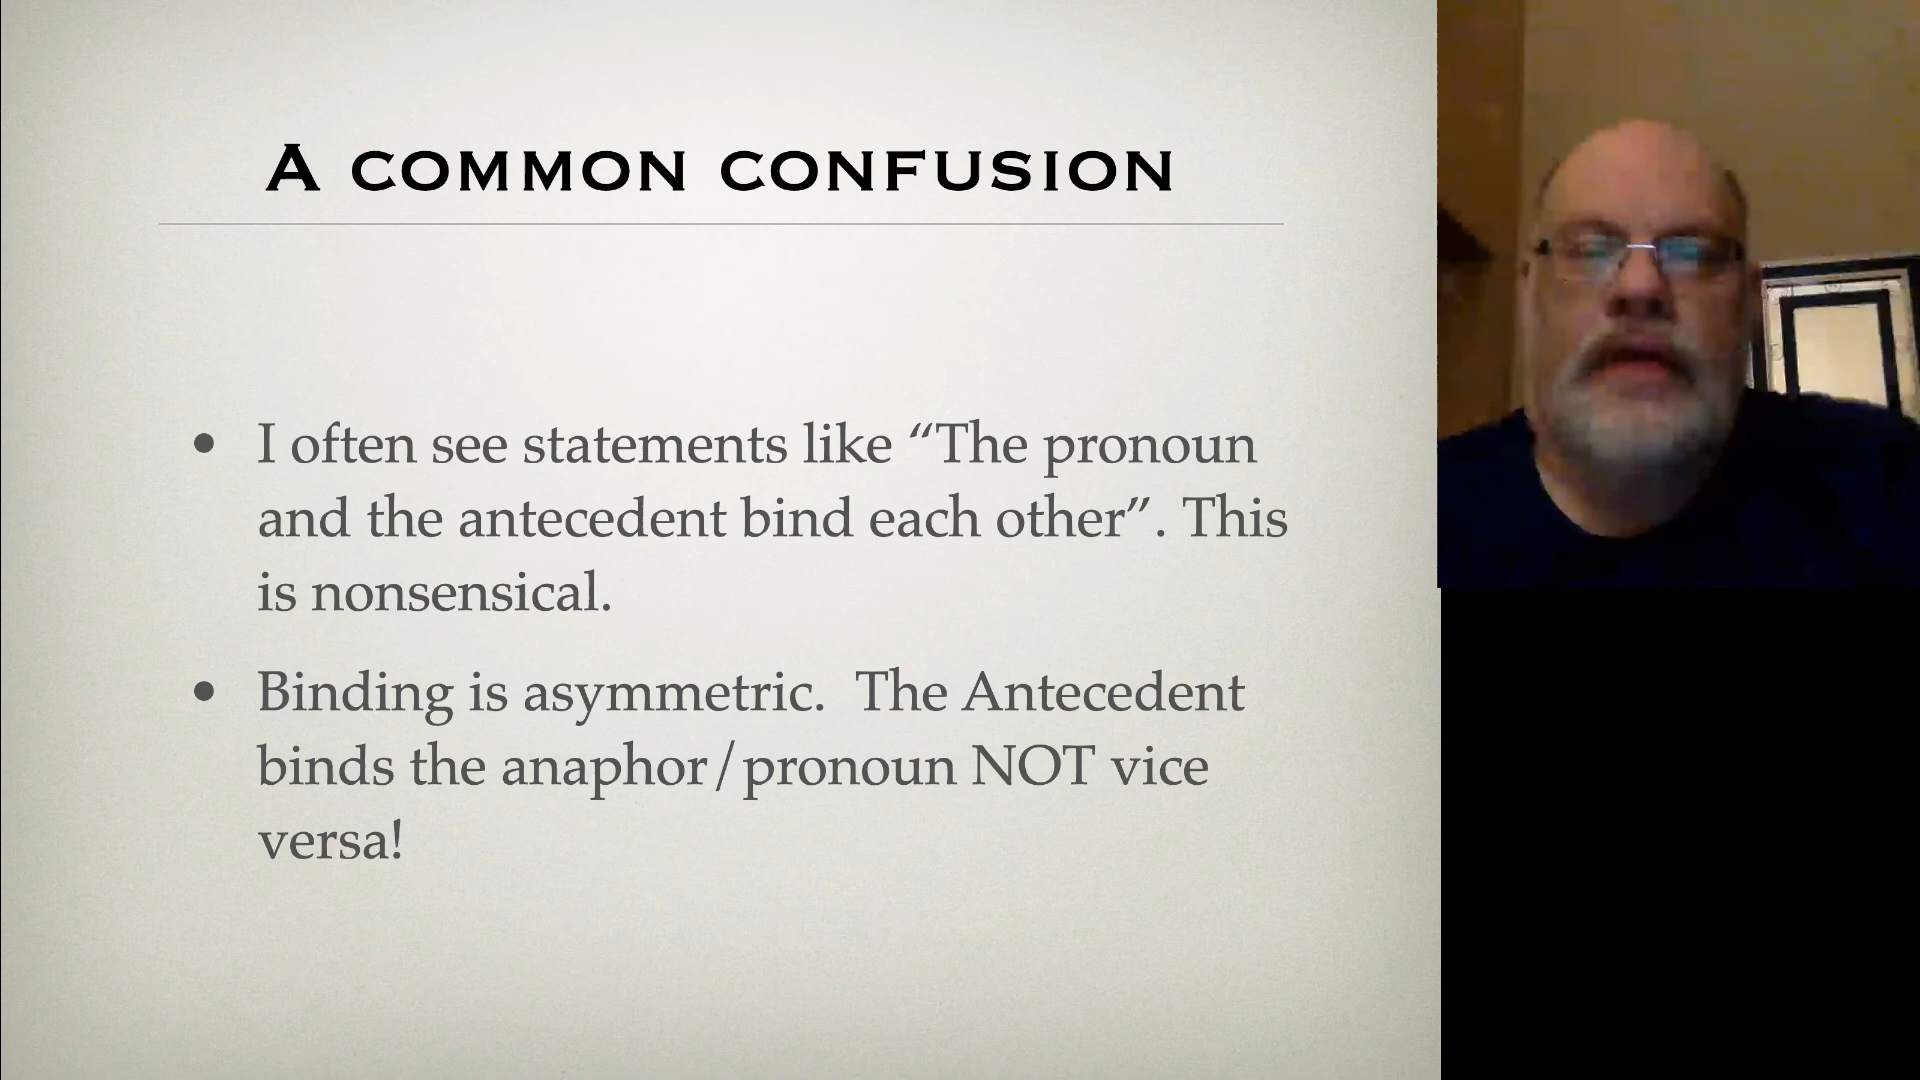 A COMMON CONFUSION
• I often see statements like “The pronoun
and the antecedent bind each other”. This
is nonsensical.
• Binding is asymmetric. The Antecedent
binds the anaphor/pronoun NOT vice
versa!